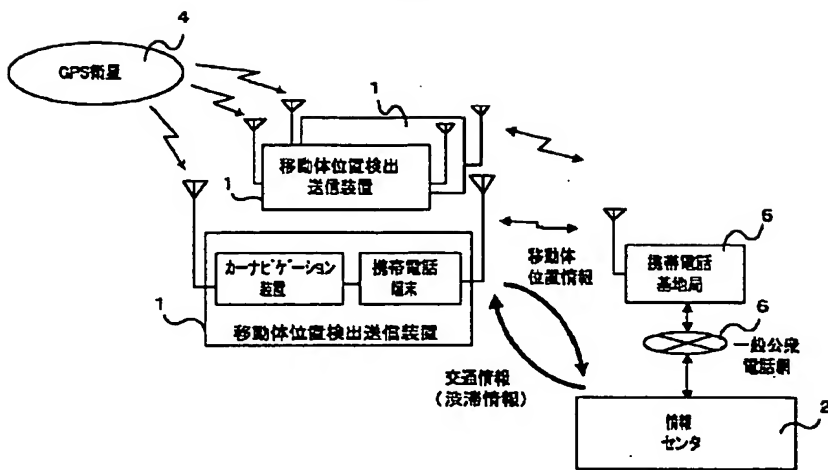 4
GPS衛星
1
移動体位置検出
送信装置
1
カーナビゲーション
装置
携帯電話
端末
移動体位置検出送信装置
1
移動体
位置情報
5
携帯電話
基地局
6
一般公衆
電話網
交通情報
(渋滞情報)
情報
センタ
2